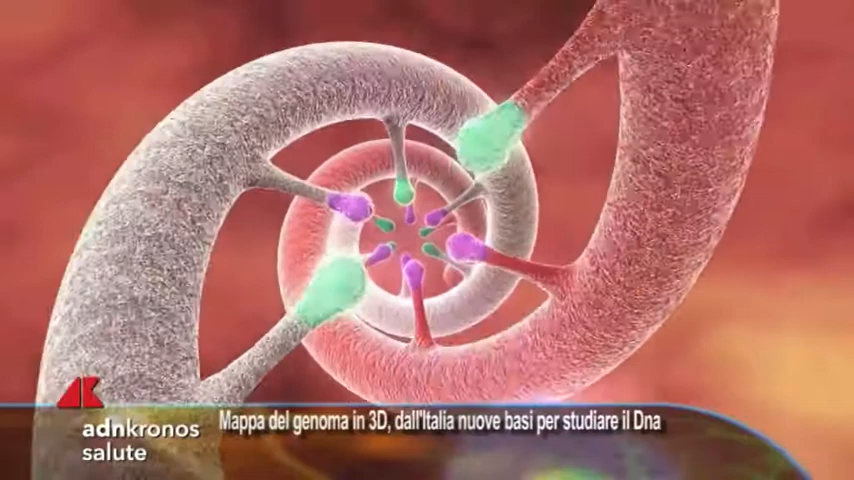 Mappa del genoma in 3D, dall'Italia nuove basi per studiare il Dna
adnkronos
salute